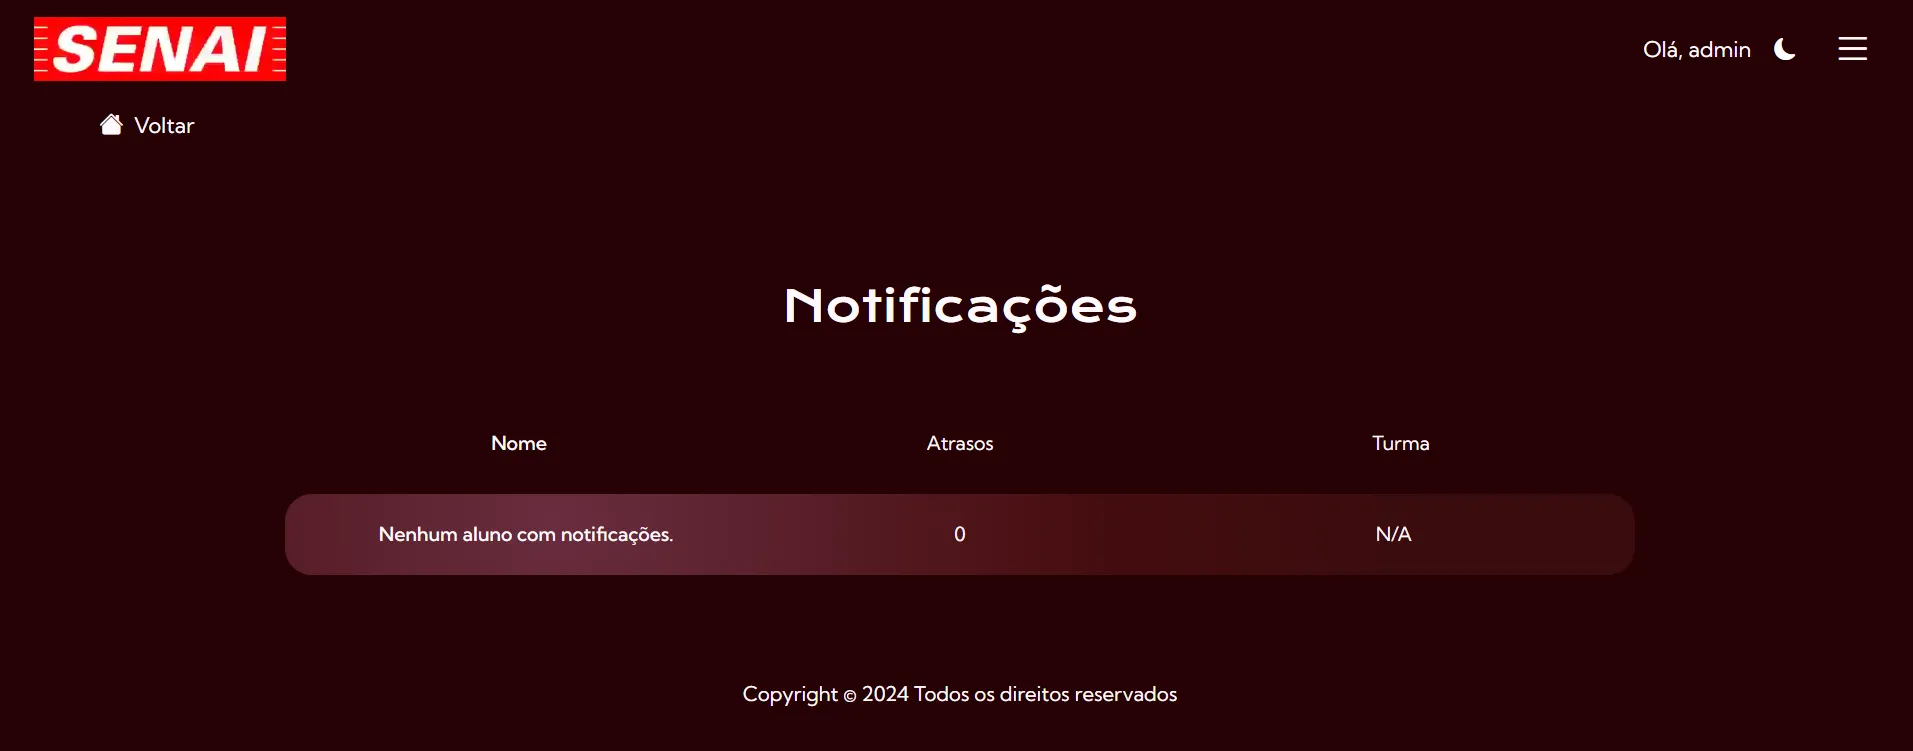 SENAI
Olá, admin
Voltar
Notificações
Nome Atrasos Turma
Nenhum aluno com notificações. 0 N/A
Copyright © 2024 Todos os direitos reservados